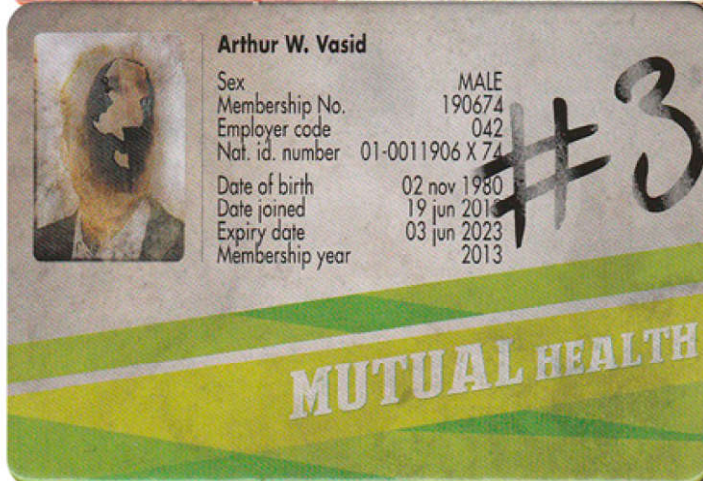 Arthur W. Vasid
Sex MALE
Membership No. 190674
Employer code 042
Nat. id. number 01-0011906 X 74
Date of birth 02 nov 1980
Date joined 19 jun 2013
Expiry date 03 jun 2023
Membership year 2013
#3
MUTUAL HEALTH